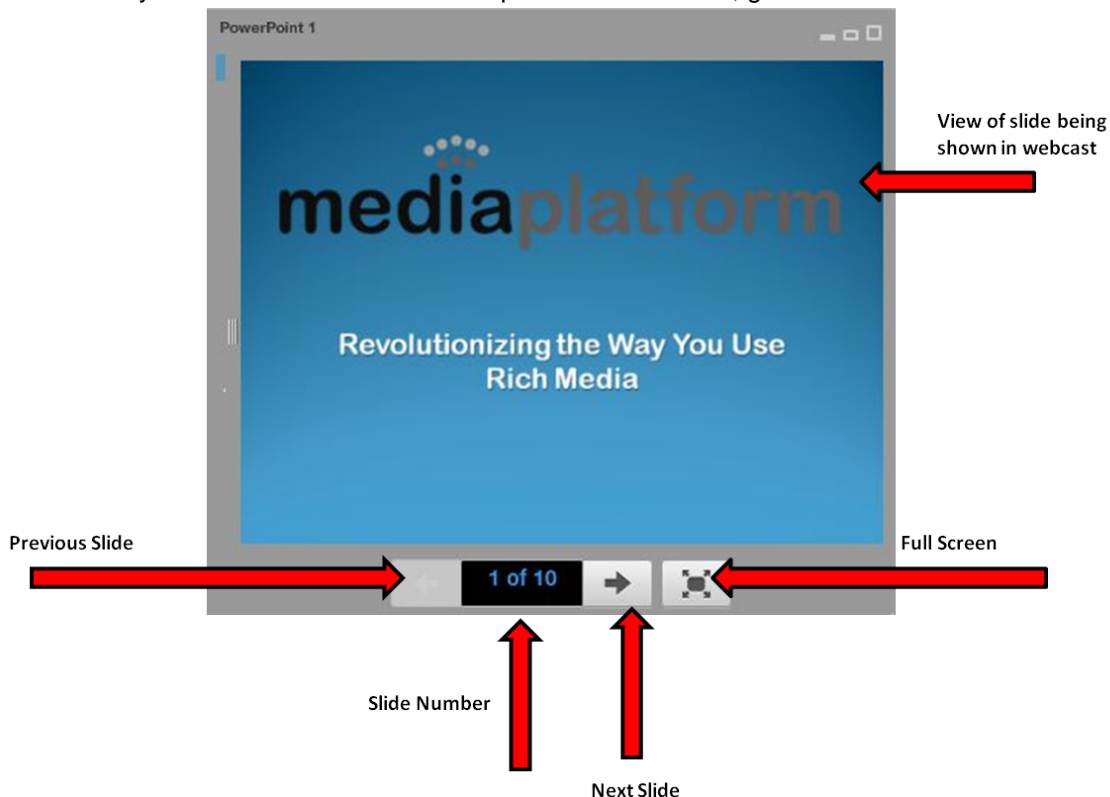 PowerPoint 1
View of slide being
shown in webcast
mediaplatform
Revolutionizing the Way You Use
Rich Media
Previous Slide
Full Screen
1 of 10
Slide Number
Next Slide